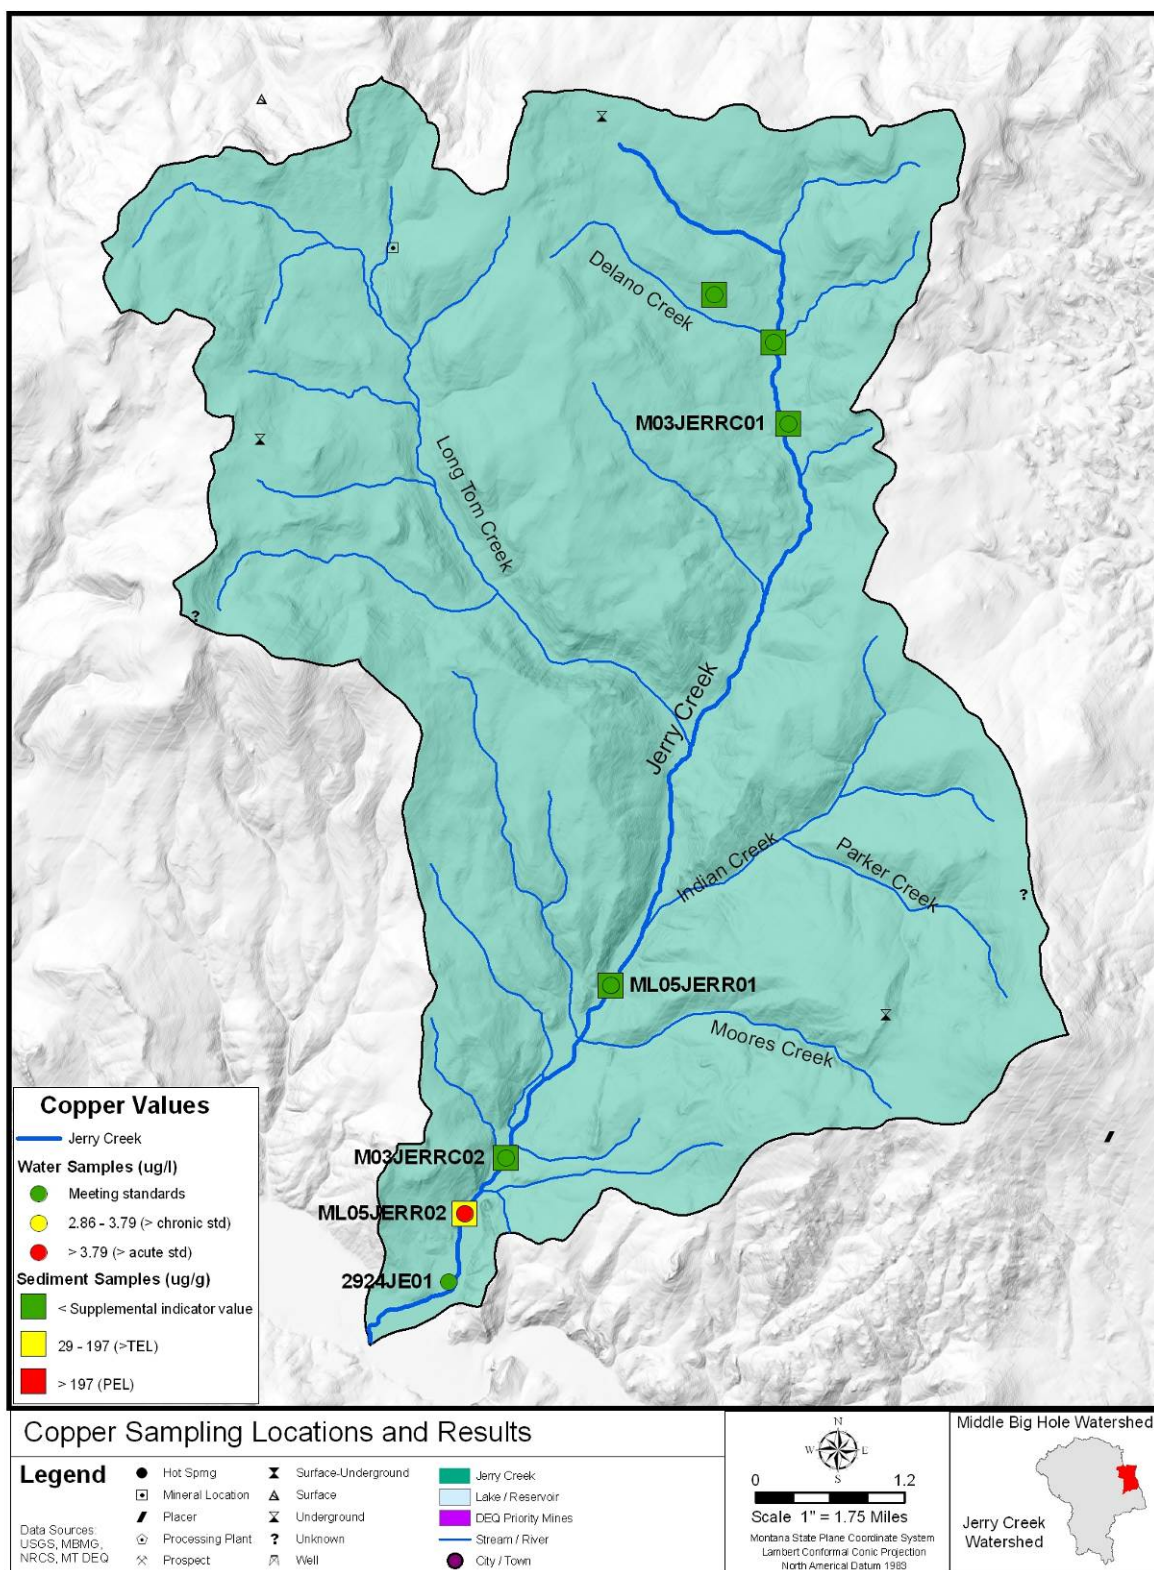 Delano Creek
M03JERRC01
Long Tom Creek
Jerry Creek
Indian Creek
Parker Creek
?
?
ML05JERR01
Moores Creek
M03JERRC02
ML05JERR02
2924JE01
Copper Values
Jerry Creek
Water Samples (ug/l)
Meeting standards
2.86 - 3.79 (> chronic std)
> 3.79 (> acute std)
Sediment Samples (ug/g)
< Supplemental indicator value
29 - 197 (>TEL)
> 197 (PEL)
Copper Sampling Locations and Results
Legend
Data Sources:
USGS, MBMG,
NRCS, MT DEQ
Hot Spring
Mineral Location
Placer
Processing Plant
Prospect
Surface-Underground
Surface
Underground
? Unknown
Well
Jerry Creek
Lake / Reservoir
DEQ Priority Mines
Stream / River
City / Town
N
W E
S
0 1.2
Scale 1" = 1.75 Miles
Montana State Plane Coordinate System
Lambert Conformal Conic Projection
North Americal Datum 1983
Middle Big Hole Watershed
Jerry Creek
Watershed